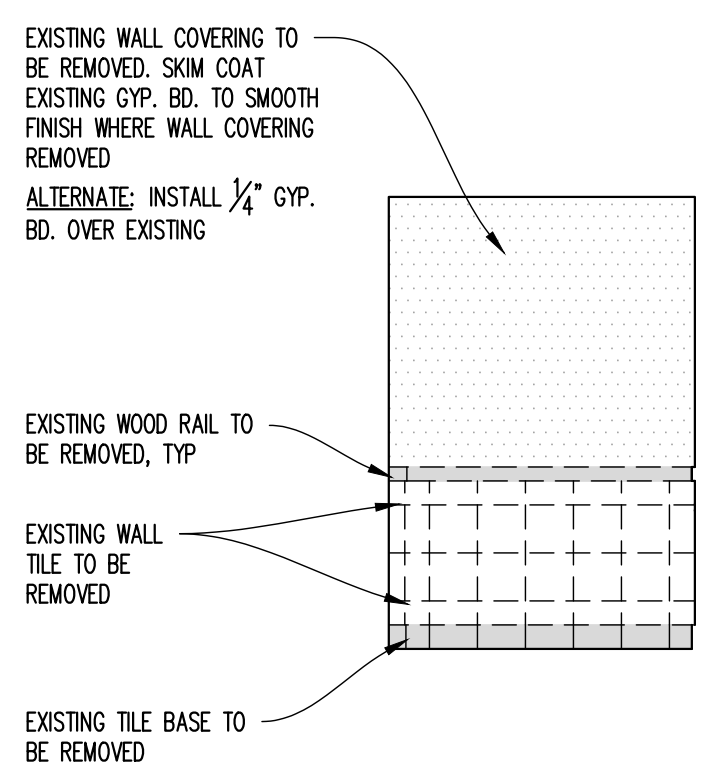 EXISTING WALL COVERING TO
BE REMOVED. SKIM COAT
EXISTING GYP. BD. TO SMOOTH
FINISH WHERE WALL COVERING
REMOVED
ALTERNATE: INSTALL 1/4" GYP.
BD. OVER EXISTING
EXISTING WOOD RAIL TO
BE REMOVED, TYP
EXISTING WALL
TILE TO BE
REMOVED
EXISTING TILE BASE TO
BE REMOVED